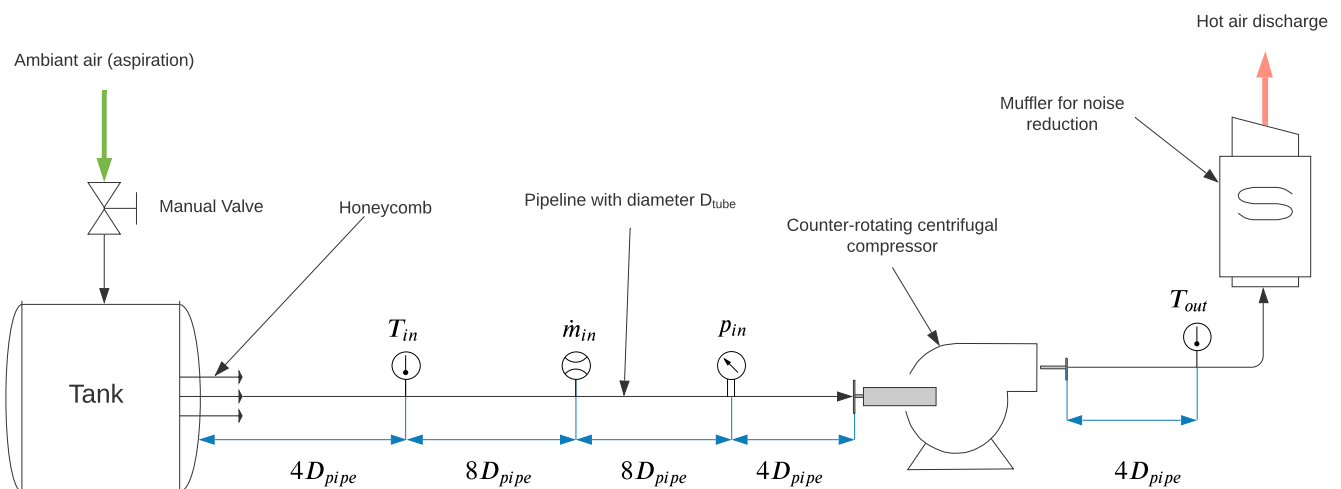 Hot air discharge
Ambiant air (aspiration)
Muffler for noise
reduction
Manual Valve
Honeycomb
Pipeline with diameter D_tube
Counter-rotating centrifugal
compressor
T_in
ṁ_in
p_in
T_out
Tank
4D_pipe
8D_pipe
8D_pipe
4D_pipe
4D_pipe